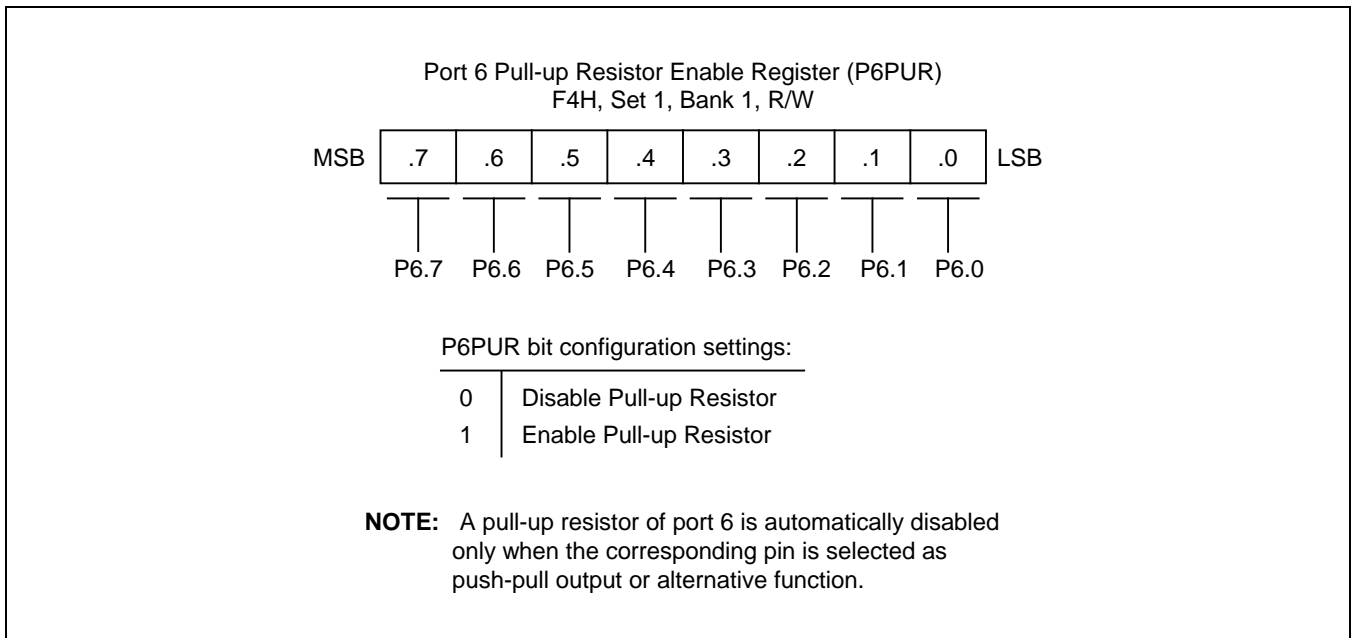 Port 6 Pull-up Resistor Enable Register (P6PUR)
F4H, Set 1, Bank 1, R/W
MSB .7 .6 .5 .4 .3 .2 .1 .0 LSB
P6.7 P6.6 P6.5 P6.4 P6.3 P6.2 P6.1 P6.0
P6PUR bit configuration settings:
0 Disable Pull-up Resistor
1 Enable Pull-up Resistor
NOTE: A pull-up resistor of port 6 is automatically disabled
only when the corresponding pin is selected as
push-pull output or alternative function.